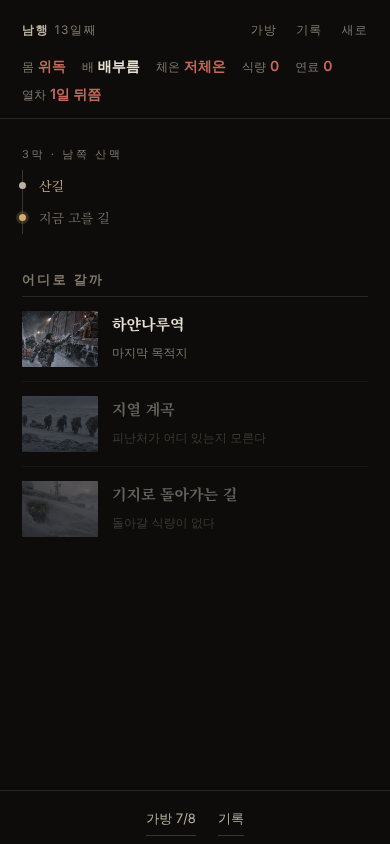 남행 13일째 가방 기록 새로
몸 위독 배 배부름 체온 저체온 식량 0 연료 0
열차 1일 뒤쯤
3막 · 남쪽 산맥
산길
지금 고를 길
어디로 갈까
하얀나루역
마지막 목적지
지열 계곡
피난처가 어디 있는지 모른다
기지로 돌아가는 길
돌아갈 식량이 없다
가방 7/8 기록